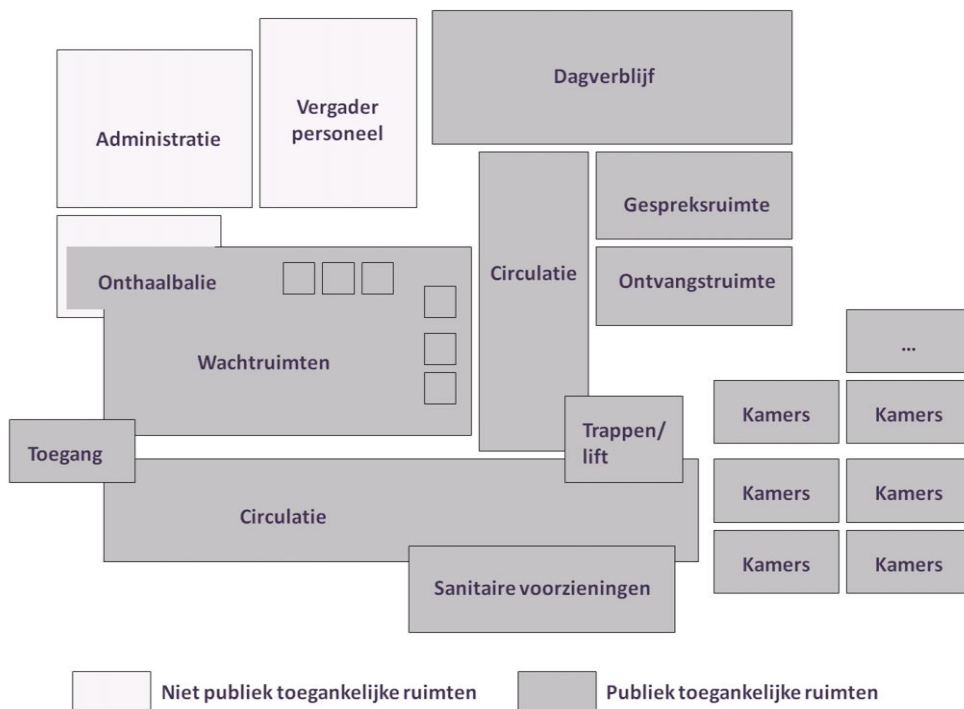 Dagverblijf
Vergader
personeel
Administratie
Gespreksruimte
Circulatie
Ontvangstruimte
Onthaalbalie
...
Wachtruimten
Kamers
Kamers
Trappen/
lift
Toegang
Kamers
Kamers
Circulatie
Kamers
Kamers
Sanitaire voorzieningen
Niet publiek toegankelijke ruimten
Publiek toegankelijke ruimten